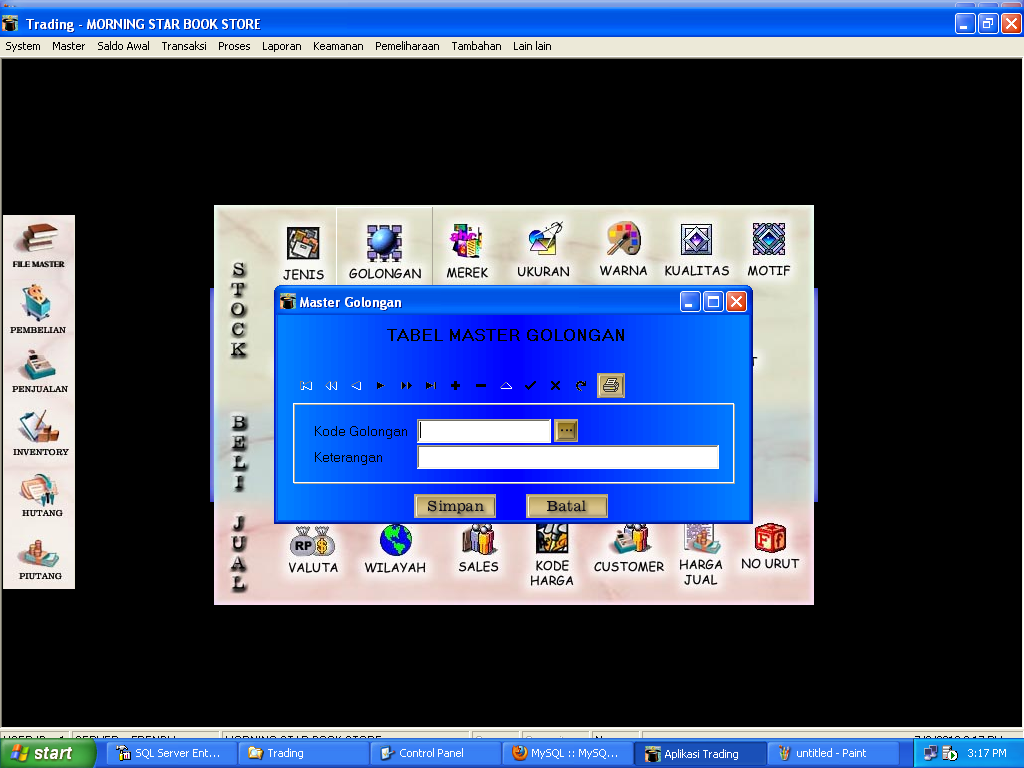 Trading - MORNING STAR BOOK STORE
System Master Saldo Awal Transaksi Proses Laporan Keamanan Pemeliharaan Tambahan Lain lain
FILE MASTER
PEMBELIAN
PENJUALAN
INVENTORY
HUTANG
PIUTANG
STOCK
JENIS GOLONGAN MEREK UKURAN WARNA KUALITAS MOTIF
Master Golongan
TABEL MASTER GOLONGAN
Kode Golongan
Keterangan
Simpan Batal
BELI
JUAL
RP $
VALUTA WILAYAH SALES KODE HARGA CUSTOMER HARGA JUAL NO URUT
start SQL Server Ent... Trading Control Panel MySQL :: MySQ... Aplikasi Trading untitled - Paint 3:17 PM